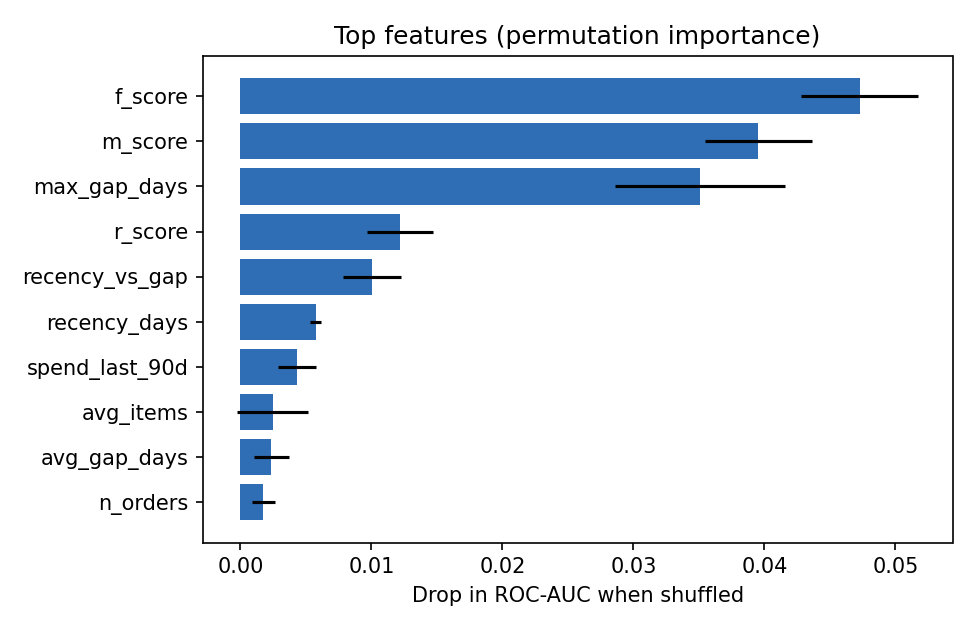 Top features (permutation importance)
f_score
m_score
max_gap_days
r_score
recency_vs_gap
recency_days
spend_last_90d
avg_items
avg_gap_days
n_orders
0.00 0.01 0.02 0.03 0.04 0.05
Drop in ROC-AUC when shuffled